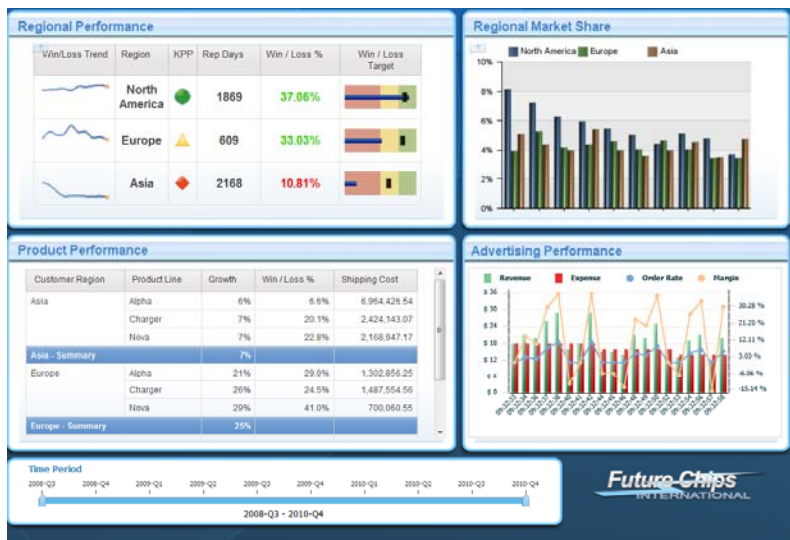 Regional Performance
Win/Loss Trend Region KPP Rep Days Win / Loss % Win / Loss Target
North America 1869 37.06%
Europe 609 33.03%
Asia 2168 10.81%
Regional Market Share
North America Europe Asia
10%
8%
6%
4%
2%
0%
Product Performance
Customer Region Product Line Growth Win / Loss % Shipping Cost
Asia Alpha 6% 6.6% 6,964,426.54
Charger 7% 20.1% 2,424,143.07
Nova 7% 22.8% 2,168,947.17
Asia - Summary 7%
Europe Alpha 21% 29.0% 1,302,856.25
Charger 26% 24.5% 1,487,554.56
Nova 29% 41.0% 700,060.55
Europe - Summary 25%
Advertising Performance
Revenue Expense Order Rate Margin
$ 36
$ 30
$ 24
$ 18
$ 12
$ 6
$ 0
30.28 %
21.20 %
12.11 %
3.03 %
-6.06 %
-15.14 %
Time Period
2008-Q3 2008-Q4 2009-Q1 2009-Q2 2009-Q3 2009-Q4 2010-Q1 2010-Q2 2010-Q3 2010-Q4
2008-Q3 - 2010-Q4
Future Chips
INTERNATIONAL